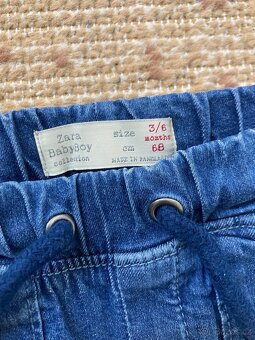 Zara size 3/6
BabyBoy months
collection cm 68
MADE IN